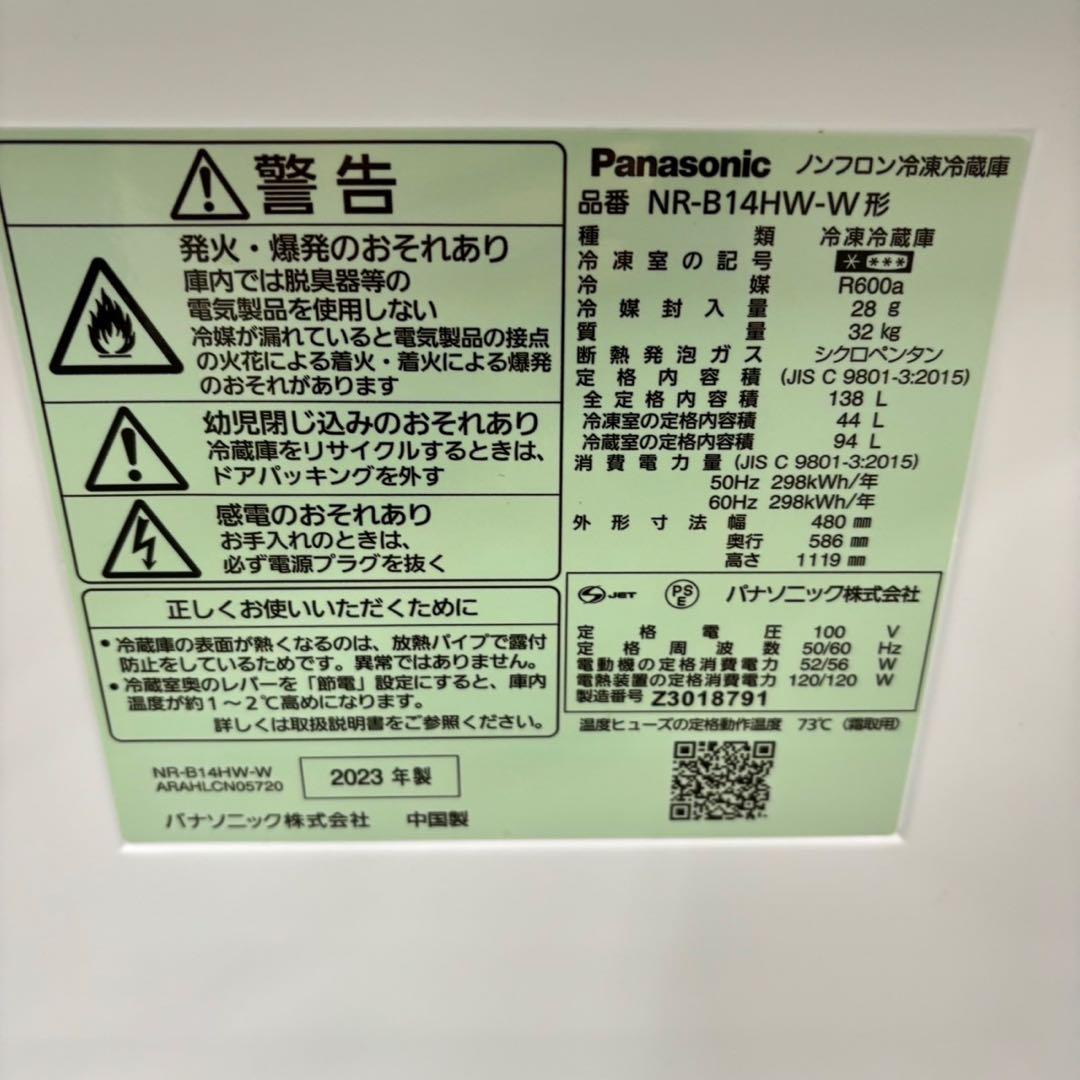 警告
発火・爆発のおそれあり
庫内では脱臭器等の
電気製品を使用しない
冷媒が漏れていると電気製品の接点
の火花による着火・着火による爆発
のおそれがあります
幼児閉じ込みのおそれあり
冷蔵庫をリサイクルするときは、
ドアパッキングを外す
感電のおそれあり
お手入れのときは、
必ず電源プラグを抜く
正しくお使いいただくために
・冷蔵庫の表面が熱くなるのは、放熱パイプで露付
防止をしているためです。異常ではありません。
・冷蔵室奥のレバーを「節電」設定にすると、庫内
温度が約1〜2℃高めになります。
詳しくは取扱説明書をご参照ください。
NR-B14HW-W
ARAHLCN05720
2023 年製
パナソニック株式会社 中国製
Panasonic ノンフロン冷凍冷蔵庫
品番 NR-B14HW-W形
種類 冷凍冷蔵庫
冷凍室の記号 * ***
冷媒 R600a
冷媒封入量 28 g
質量 32 kg
断熱発泡ガス シクロペンタン
定格内容積 (JIS C 9801-3:2015)
全定格内容積 138 L
冷凍室の定格内容積 44 L
冷蔵室の定格内容積 94 L
消費電力量 (JIS C 9801-3:2015)
50Hz 298kWh/年
60Hz 298kWh/年
外形寸法 幅 480 mm
奥行 586 mm
高さ 1119 mm
JET PSE パナソニック株式会社
定格電圧 100 V
定格周波数 50/60 Hz
電動機の定格消費電力 52/56 W
電熱装置の定格消費電力 120/120 W
製造番号 Z3018791
温度ヒューズの定格動作温度 73℃（霜取用）